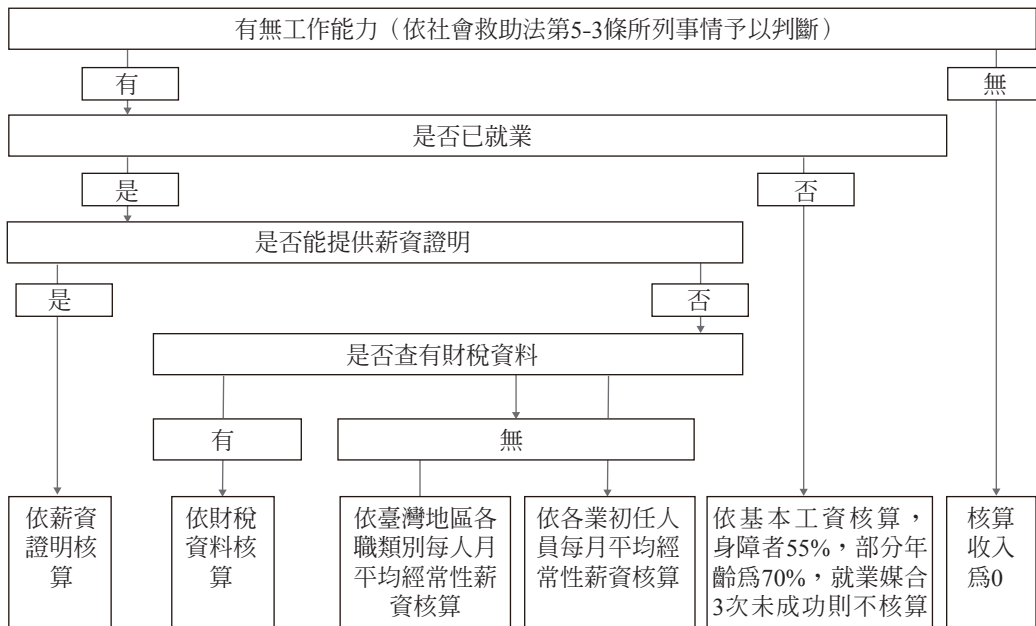 有無工作能力（依社會救助法第5-3條所列事情予以判斷）
有
無
是否已就業
是
否
是否能提供薪資證明
是
否
是否查有財稅資料
有
無
依薪資
證明核
算
依財稅
資料核
算
依臺灣地區各
職類別每人月
平均經常性薪
資核算
依各業初任人
員每月平均經
常性薪資核算
依基本工資核算，
身障者55%，部分年
齡爲70%，就業媒合
3次未成功則不核算
核算
收入
爲0